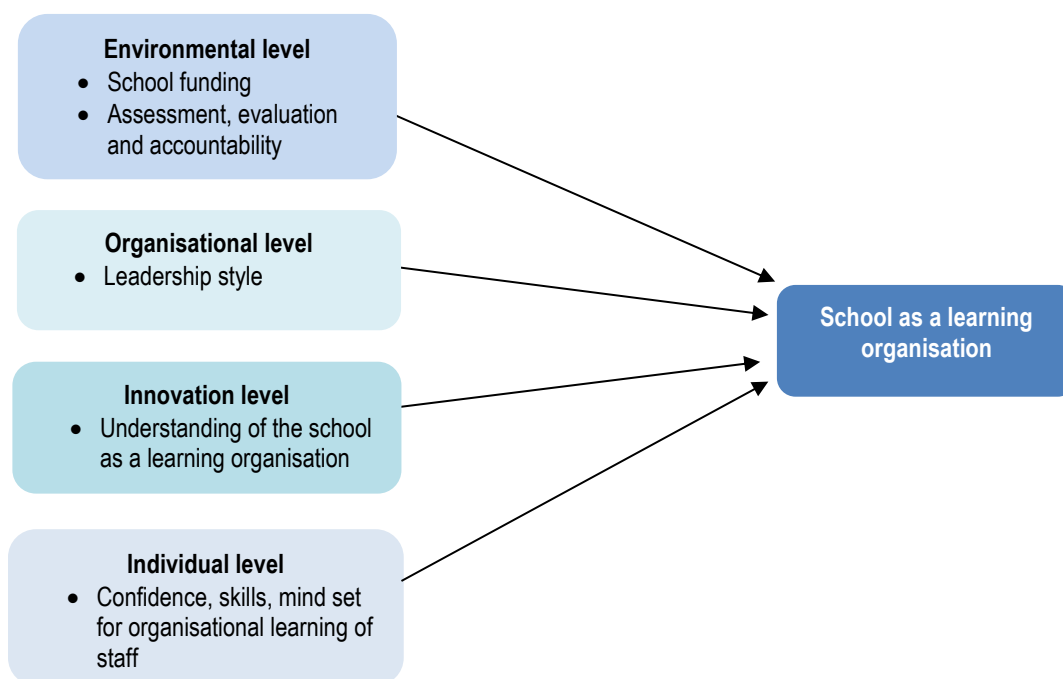 Environmental level
• School funding
• Assessment, evaluation
and accountability
Organisational level
• Leadership style
Innovation level
• Understanding of the school
as a learning organisation
Individual level
• Confidence, skills, mind set
for organisational learning of
staff
School as a learning
organisation